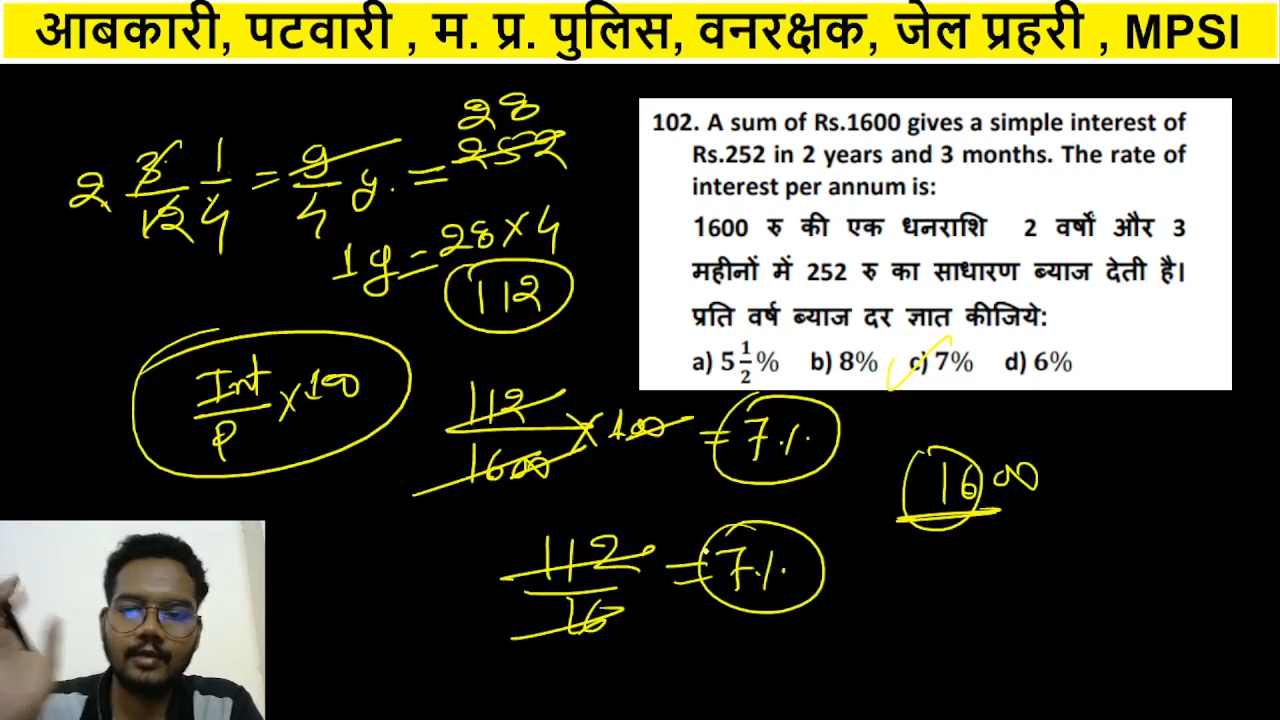 आबकारी, पटवारी , म. प्र. पुलिस, वनरक्षक, जेल प्रहरी , MPSI
102. A sum of Rs.1600 gives a simple interest of
Rs.252 in 2 years and 3 months. The rate of
interest per annum is:
1600 रु की एक धनराशि 2 वर्षों और 3
महीनों में 252 रु का साधारण ब्याज देती है।
प्रति वर्ष ब्याज दर ज्ञात कीजिये:
a) 5 1/2 % b) 8% c) 7% d) 6%
28
2 3/12 1/4 = 9/4 y. = 252
1y = 28 × 4
112
Int/P × 100
112/1600 × 100 = 7%
1600
112/16 = 7%